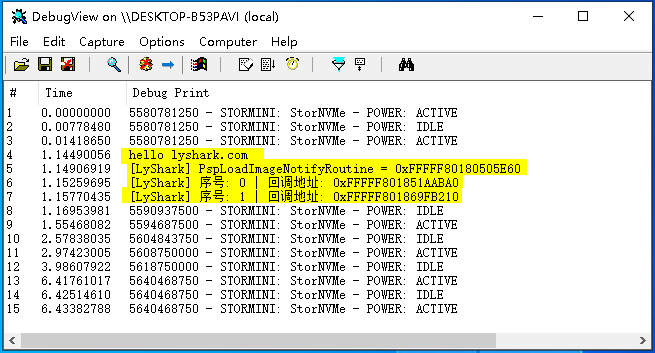 DebugView on \\DESKTOP-B53PAVI (local)
File Edit Capture Options Computer Help
# Time Debug Print
1 0.00000000 5580781250 - STORMINI: StorNVMe - POWER: ACTIVE
2 0.00778480 5580781250 - STORMINI: StorNVMe - POWER: IDLE
3 0.01418650 5580781250 - STORMINI: StorNVMe - POWER: ACTIVE
4 1.14490056 hello lyshark.com
5 1.14906919 [LyShark] PspLoadImageNotifyRoutine = 0xFFFFF80180505E60
6 1.15259695 [LyShark] 序号: 0 | 回调地址: 0xFFFFF801851AABA0
7 1.15770435 [LyShark] 序号: 1 | 回调地址: 0xFFFFF801869FB210
8 1.16953981 5590937500 - STORMINI: StorNVMe - POWER: IDLE
9 1.55468082 5594687500 - STORMINI: StorNVMe - POWER: ACTIVE
10 2.57838035 5604843750 - STORMINI: StorNVMe - POWER: IDLE
11 2.97423005 5608750000 - STORMINI: StorNVMe - POWER: ACTIVE
12 3.98607922 5618750000 - STORMINI: StorNVMe - POWER: IDLE
13 6.41761017 5640468750 - STORMINI: StorNVMe - POWER: ACTIVE
14 6.42514610 5640468750 - STORMINI: StorNVMe - POWER: IDLE
15 6.43382788 5640468750 - STORMINI: StorNVMe - POWER: ACTIVE